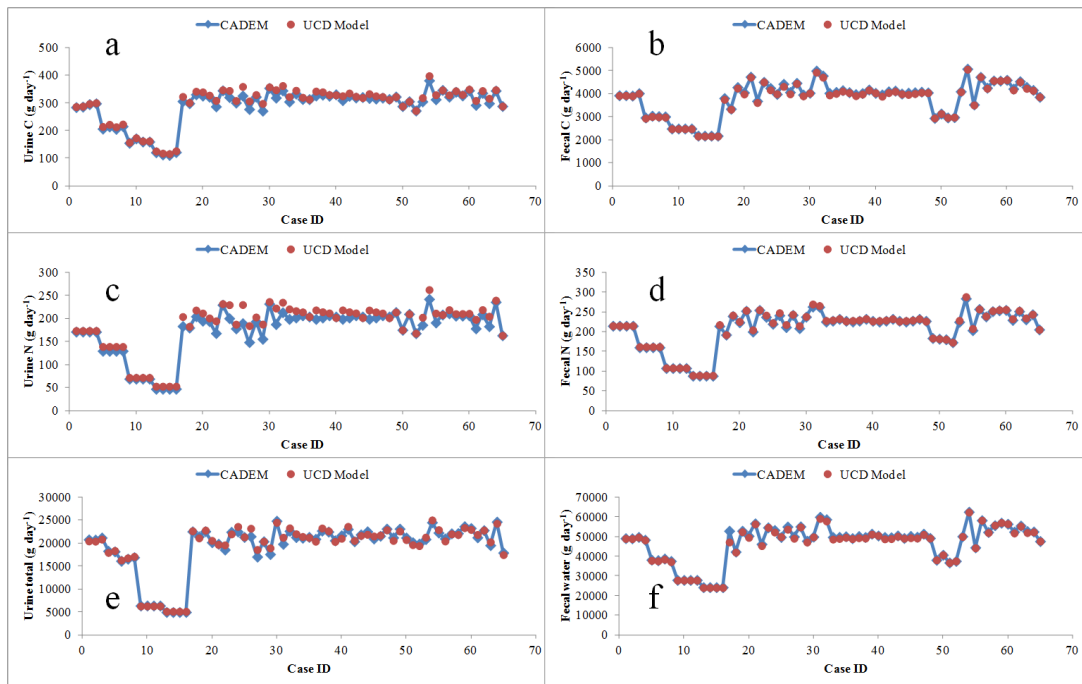 CADEM UCD Model
a
Urine C (g day⁻¹)
500
400
300
200
100
0
0 10 20 30 40 50 60 70
Case ID
CADEM UCD Model
b
Fecal C (g day⁻¹)
6000
5000
4000
3000
2000
1000
0
0 10 20 30 40 50 60 70
Case ID
CADEM UCD Model
c
Urine N (g day⁻¹)
300
250
200
150
100
50
0
0 10 20 30 40 50 60 70
Case ID
CADEM UCD Model
d
Fecal N (g day⁻¹)
350
300
250
200
150
100
50
0
0 10 20 30 40 50 60 70
Case ID
CADEM UCD Model
e
Urine total (g day⁻¹)
30000
25000
20000
15000
10000
5000
0
0 10 20 30 40 50 60 70
Case ID
CADEM UCD Model
f
Fecal water (g day⁻¹)
70000
60000
50000
40000
30000
20000
10000
0
0 10 20 30 40 50 60 70
Case ID